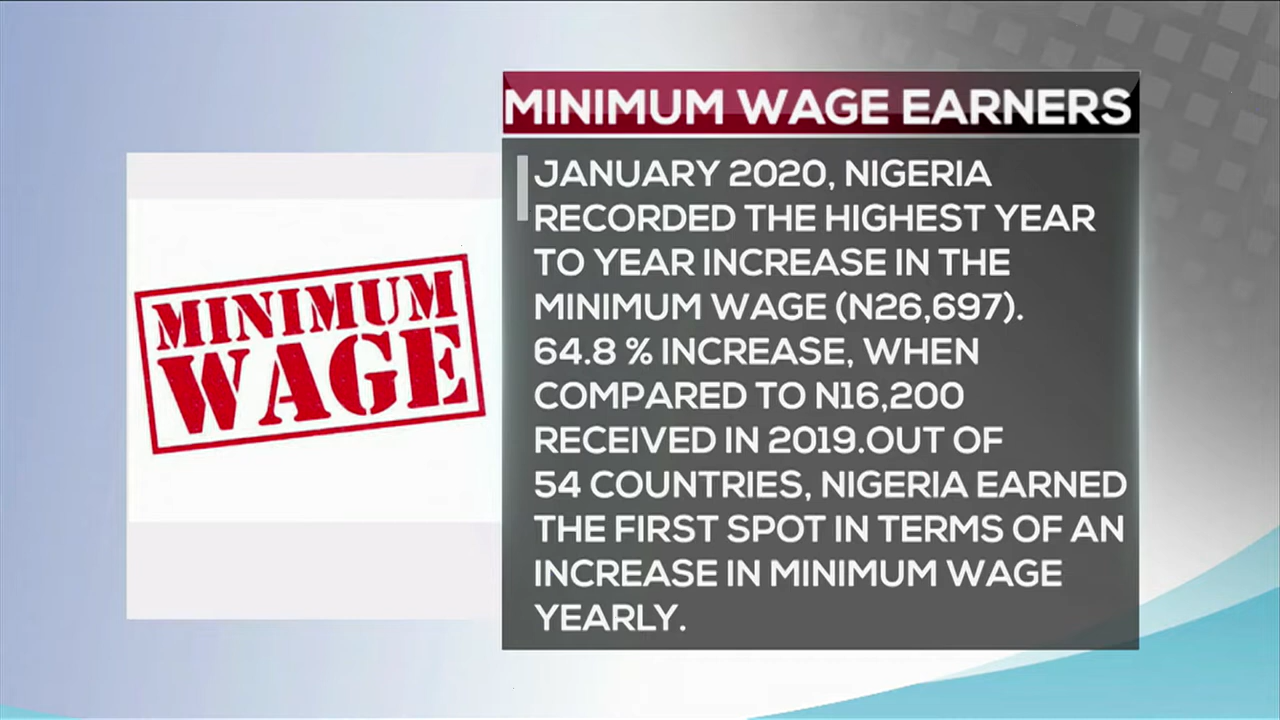 MINIMUM WAGE EARNERS
MINIMUM
WAGE
JANUARY 2020, NIGERIA
RECORDED THE HIGHEST YEAR
TO YEAR INCREASE IN THE
MINIMUM WAGE (N26,697).
64.8 % INCREASE, WHEN
COMPARED TO N16,200
RECEIVED IN 2019.OUT OF
54 COUNTRIES, NIGERIA EARNED
THE FIRST SPOT IN TERMS OF AN
INCREASE IN MINIMUM WAGE
YEARLY.